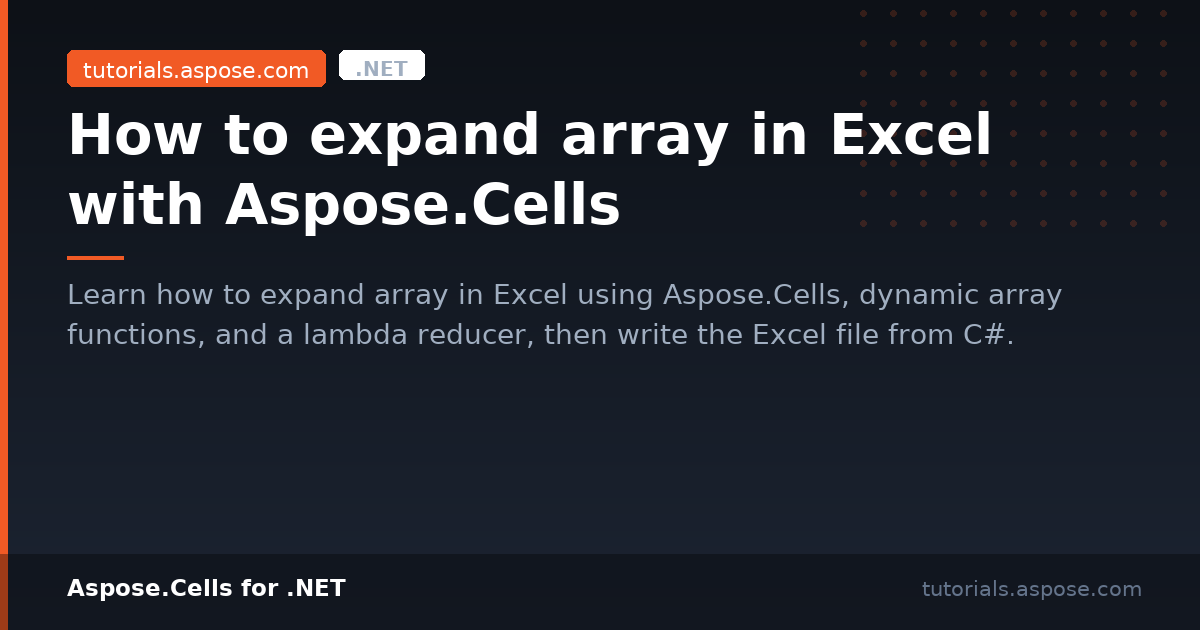 tutorials.aspose.com
.NET
How to expand array in Excel
with Aspose.Cells
Learn how to expand array in Excel using Aspose.Cells, dynamic array
functions, and a lambda reducer, then write the Excel file from C#.
Aspose.Cells for .NET
tutorials.aspose.com